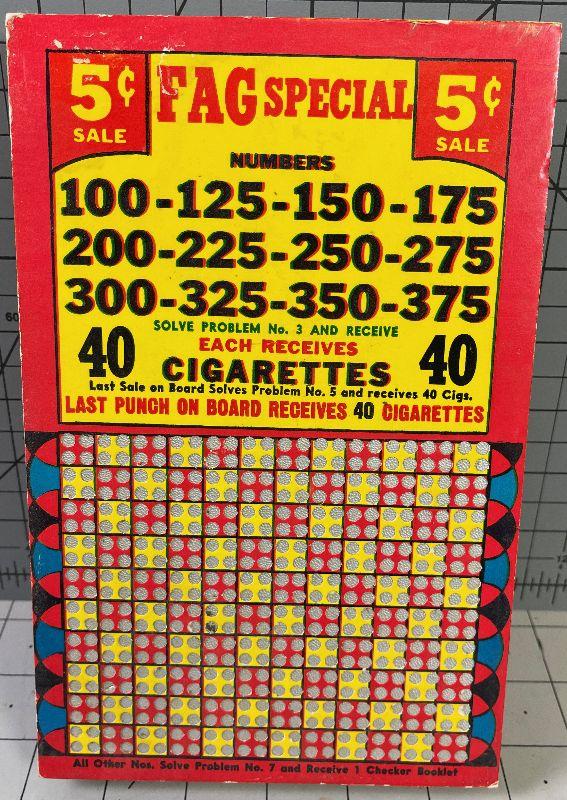 5¢ SALE
FAG SPECIAL
5¢ SALE
NUMBERS
100-125-150-175
200-225-250-275
300-325-350-375
SOLVE PROBLEM No. 3 AND RECEIVE
EACH RECEIVES
40 CIGARETTES 40
Last Sale on Board Solves Problem No. 5 and receives 40 Cigs.
LAST PUNCH ON BOARD RECEIVES 40 CIGARETTES
All Other Nos. Solve Problem No. 7 and Receive 1 Checker Booklet